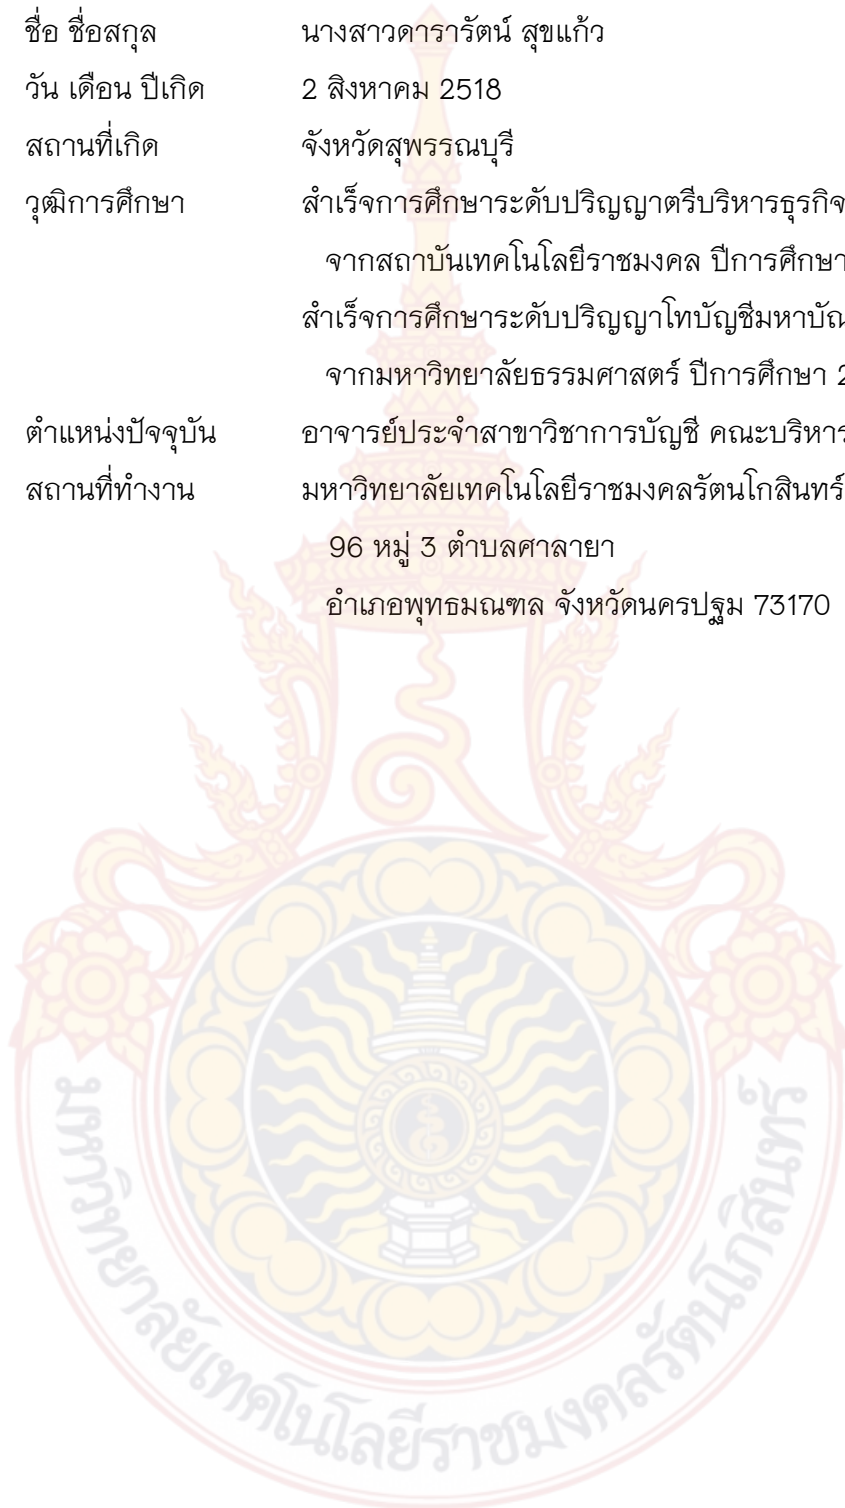 ชื่อ ชื่อสกุล นางสาวดารารัตน์ สุขแก้ว
วัน เดือน ปีเกิด 2 สิงหาคม 2518
สถานที่เกิด จังหวัดสุพรรณบุรี
วุฒิการศึกษา สำเร็จการศึกษาระดับปริญญาตรีบริหารธุรกิจ
จากสถาบันเทคโนโลยีราชมงคล ปีการศึกษา
สำเร็จการศึกษาระดับปริญญาโทบัญชีมหาบัณ
จากมหาวิทยาลัยธรรมศาสตร์ ปีการศึกษา 2
ตำแหน่งปัจจุบัน อาจารย์ประจำสาขาวิชาการบัญชี คณะบริหาร
สถานที่ทำงาน มหาวิทยาลัยเทคโนโลยีราชมงคลรัตนโกสินทร์
96 หมู่ 3 ตำบลศาลายา
อำเภอพุทธมณฑล จังหวัดนครปฐม 73170
มหาวิทยาลัยเทคโนโลยีราชมงคลรัตนโกสินทร์